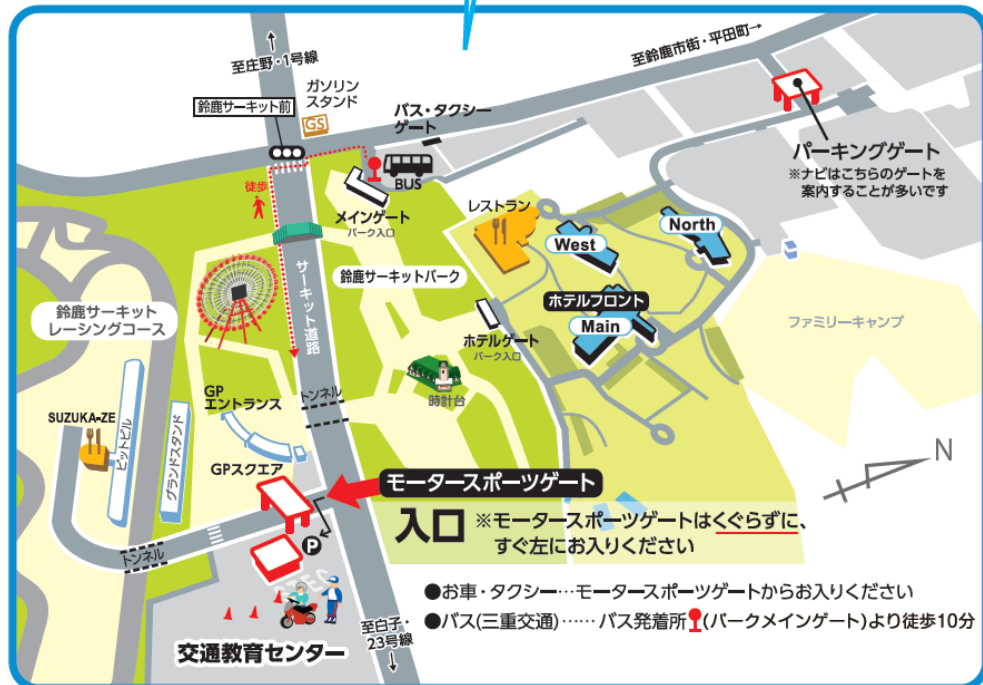 至庄野・1号線
ガソリン
スタンド
GS
鈴鹿サーキット前
バス・タクシー
ゲート
至鈴鹿市街・平田町→
パーキングゲート
※ナビはこちらのゲートを
案内することが多いです
徒歩
BUS
メインゲート
パーク入口
レストラン
West
North
鈴鹿サーキットパーク
サーキット道路
ホテルフロント
Main
鈴鹿サーキット
レーシングコース
ホテルゲート
パーク入口
ファミリーキャンプ
時計台
GP
エントランス
トンネル
SUZUKA-ZE
ピットビル
グランドスタンド
GPスクエア
N
モータースポーツゲート
入口
※モータースポーツゲートはくぐらずに、
すぐ左にお入りください
P
トンネル
STEC
●お車・タクシー…モータースポーツゲートからお入りください
●バス(三重交通)……バス発着所(パークメインゲート)より徒歩10分
至白子・
23号線
交通教育センター